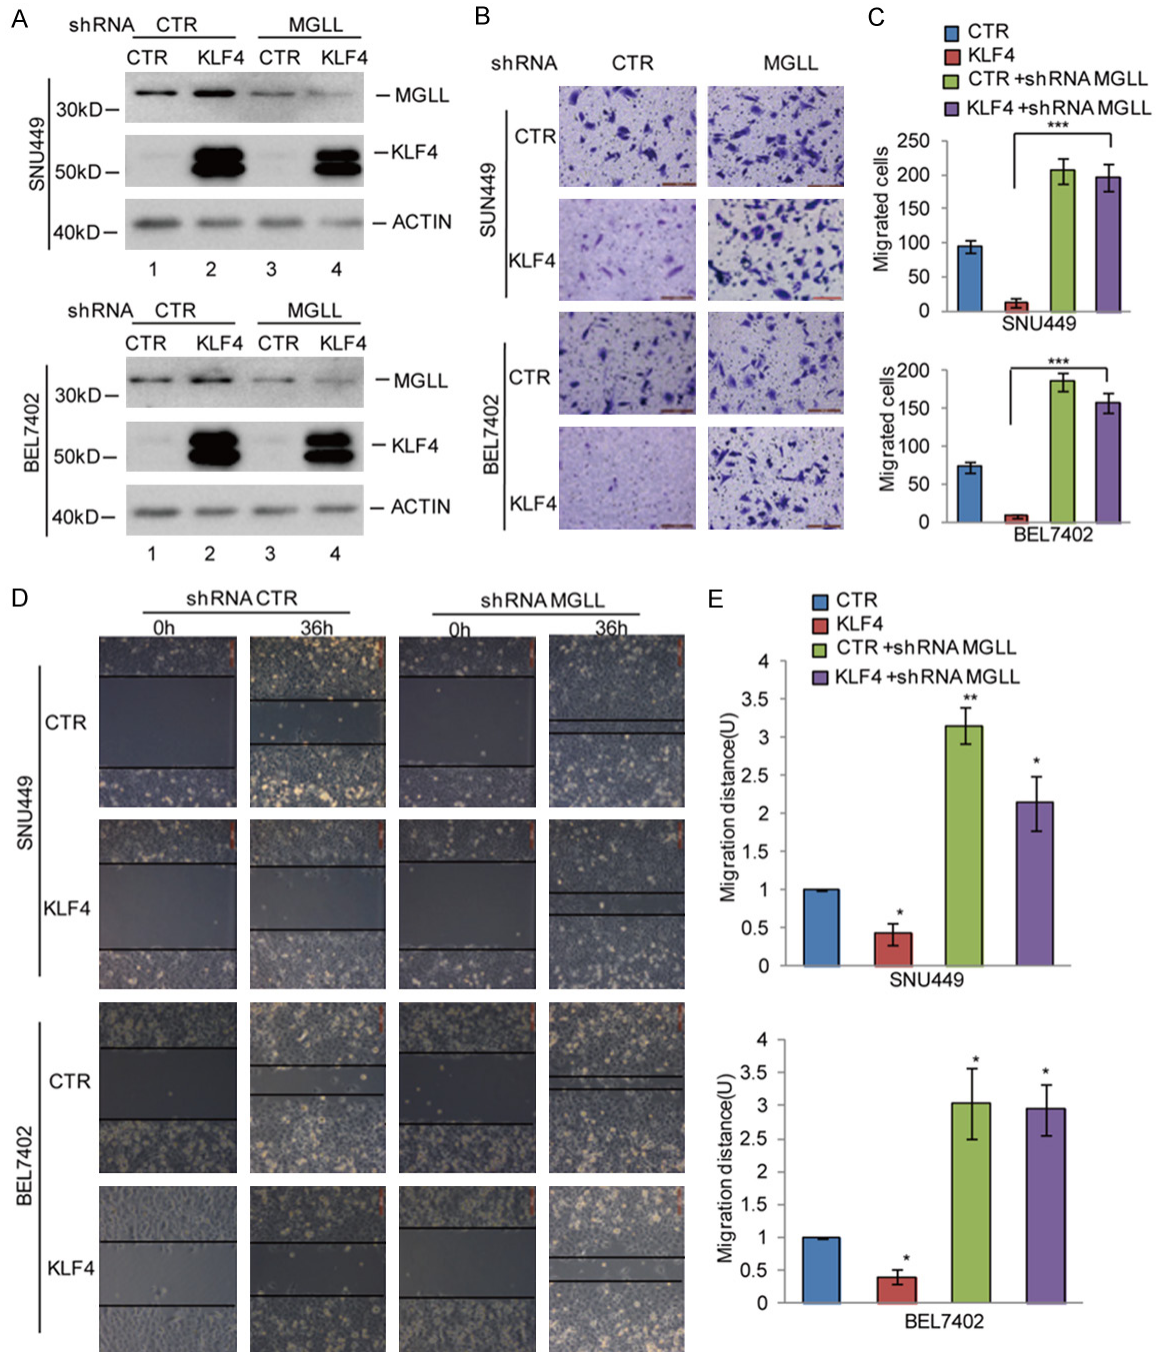 A
shRNA CTR MGLL
CTR KLF4 CTR KLF4
SNU449
30kD MGLL
50kD KLF4
40kD ACTIN
1 2 3 4
shRNA CTR MGLL
CTR KLF4 CTR KLF4
BEL7402
30kD MGLL
50kD KLF4
40kD ACTIN
1 2 3 4
B
shRNA CTR MGLL
SUN449
CTR
KLF4
BEL7402
CTR
KLF4
C
CTR
KLF4
CTR +shRNA MGLL
KLF4 +shRNA MGLL
Migrated cells
250
200
150
100
50
0
***
SNU449
Migrated cells
200
150
100
50
0
***
BEL7402
D
shRNA CTR shRNA MGLL
0h 36h 0h 36h
SNU449
CTR
KLF4
BEL7402
CTR
KLF4
E
CTR
KLF4
CTR +shRNA MGLL
KLF4 +shRNA MGLL
Migration distance(U)
4
3.5
3
2.5
2
1.5
1
0.5
0
* ** *
SNU449
Migration distance(U)
4
3.5
3
2.5
2
1.5
1
0.5
0
* * *
BEL7402